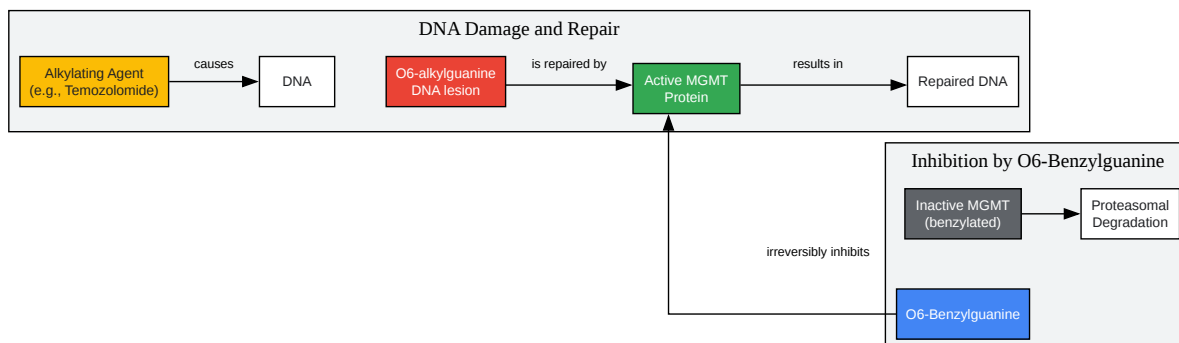 DNA Damage and Repair
Alkylating Agent
(e.g., Temozolomide)
causes
DNA
O6-alkylguanine
DNA lesion
is repaired by
Active MGMT
Protein
results in
Repaired DNA
Inhibition by O6-Benzylguanine
Inactive MGMT
(benzylated)
Proteasomal
Degradation
irreversibly inhibits
O6-Benzylguanine